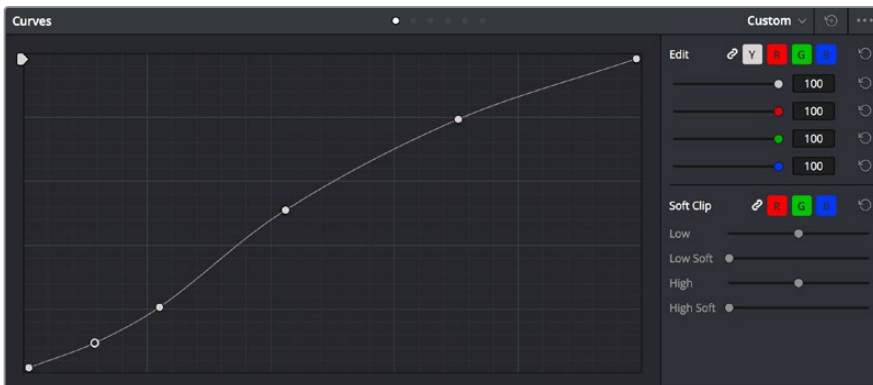 Curves
Custom
Edit Y R G B
100
100
100
100
Soft Clip R G B
Low
Low Soft
High
High Soft